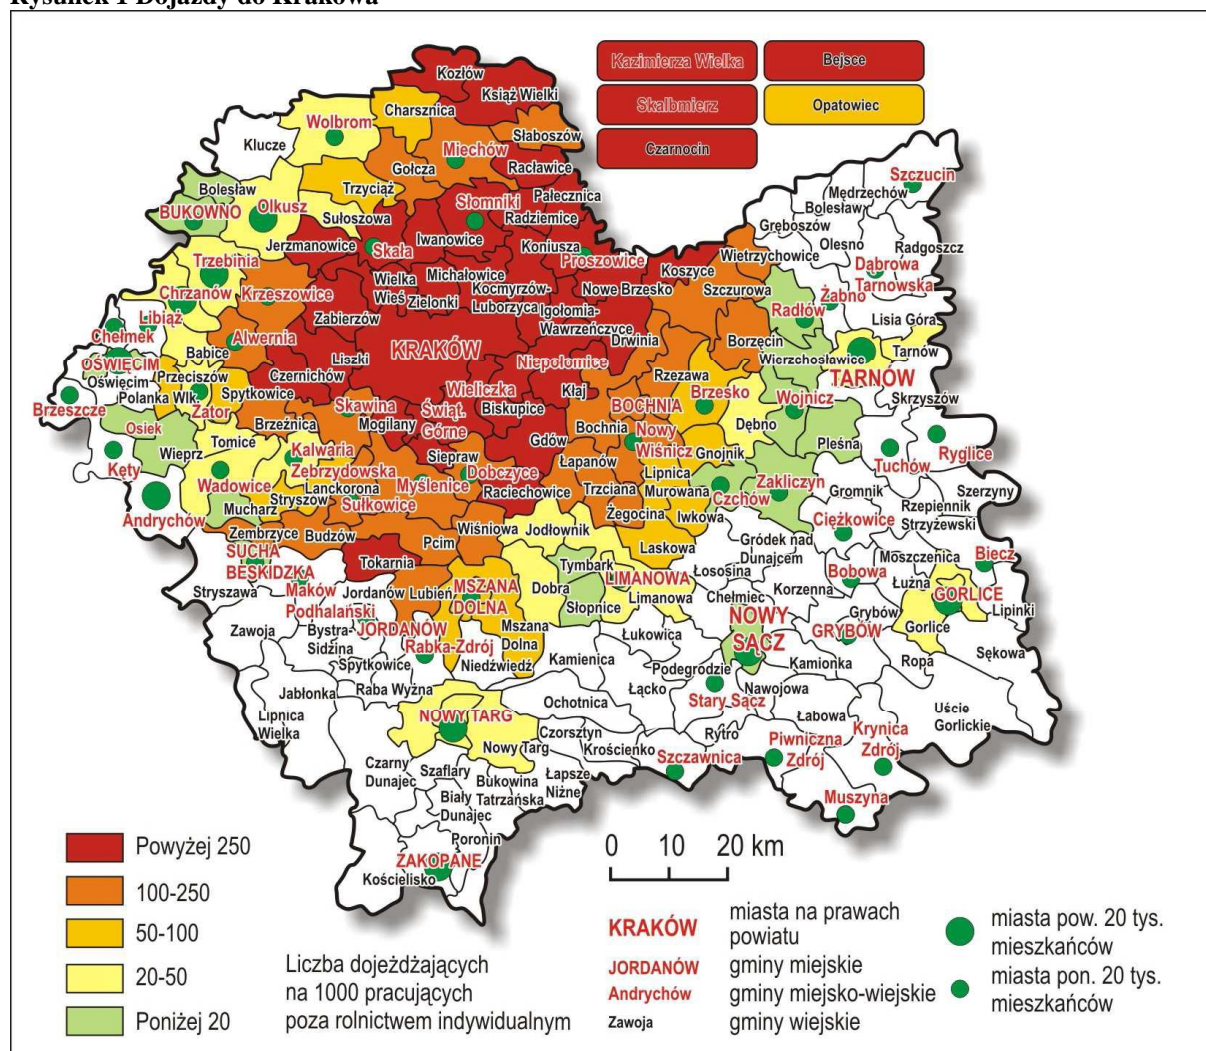 Rysunek 1 Dojazdy do Krakowa
Kazimierza Wielka
Bejsce
Skalbmierz
Opatowiec
Czarnocin
Kozłów
Książ Wielki
Charsznica
Wolbrom
Słaboszów
Klucze
Miechów
Racławice
Gołcza
Szczucin
Bolesław
Trzyciąż
Pałecznica
Mędrzechów
Bolesław
BUKOWNO
Olkusz
Sułoszowa
Słomniki
Radziemice
Gręboszów
Jerzmanowice
Skała
Iwanowice
Koniusza
Proszowice
Olesno
Radgoszcz
Wietrzychowice
Trzebinia
Koszyce
Dąbrowa
Tarnowska
Wielka
Wieś
Michałowice
Zielonki
Kocmyrzów-
Luborzyca
Nowe Brzesko
Szczurowa
Chrzanów
Krzeszowice
Żabno
Radłów
Libiąż
Chełmek
Zabierzów
Igołomia-
Wawrzeńczyce
Drwinia
Lisia Góra
Alwernia
KRAKÓW
Borzęcin
Babice
Liszki
Niepołomice
Wierzchosławice
Tarnów
OŚWIĘCIM
Oświęcim
Przeciszów
Czernichów
Rzezawa
TARNÓW
Polanka Wlk.
Spytkowice
Wieliczka
Kłaj
Brzesko
Skrzyszów
Brzeszcze
Zator
Skawina
Świąt.
Górne
Biskupice
BOCHNIA
Wojnicz
Osiek
Brzeźnica
Mogilany
Bochnia
Nowy
Wiśnicz
Dębno
Tomice
Kalwaria
Zebrzydowska
Gdów
Pleśna
Wieprz
Siepraw
Gnojnik
Kęty
Łapanów
Tuchów
Ryglice
Wadowice
Lanckorona
Myślenice
Dobczyce
Lipnica
Murowana
Zakliczyn
Stryszów
Sułkowice
Raciechowice
Trzciana
Czchów
Gromnik
Szerzyny
Andrychów
Mucharz
Żegocina
Iwkowa
Ciężkowice
Rzepiennik
Strzyżewski
Zembrzyce
Budzów
Wiśniowa
Jodłownik
Pcim
Gródek nad
Dunajcem
SUCHA
BESKIDZKA
Laskowa
Tokarnia
Tymbark
Łososina
Moszczenica
Biecz
Stryszawa
Maków
Podhalański
Jordanów
Lubień
MSZANA
DOLNA
Dobra
LIMANOWA
Limanowa
Bobowa
Łużna
Korzenna
Chełmiec
GORLICE
Słopnice
Lipinki
Zawoja
Bystra-
Sidzina
JORDANÓW
Mszana
Dolna
NOWY
SĄCZ
Grybów
GRYBÓW
Gorlice
Rabka-Zdrój
Łukowica
Sękowa
Spytkowice
Niedźwiedź
Kamienica
Podegrodzie
Kamionka
Ropa
Jabłonka
Raba Wyżna
Łącko
Stary Sącz
Nawojowa
Lipnica
Wielka
Ochotnica
Łabowa
Uście
Gorlickie
NOWY TARG
Czorsztyn
Rytro
Krynica
Zdrój
Nowy Targ
Krościenko
Szczawnica
Piwniczna
Zdrój
Czarny
Dunajec
Szaflary
Bukowina
Tatrzańska
Łapsze
Niżne
Biały
Dunajec
Muszyna
Poronin
ZAKOPANE
Kościelisko
Powyżej 250
100-250
50-100
20-50
Poniżej 20
Liczba dojeżdżających
na 1000 pracujących
poza rolnictwem indywidualnym
0 10 20 km
KRAKÓW
miasta na prawach
powiatu
JORDANÓW
gminy miejskie
Andrychów
gminy miejsko-wiejskie
Zawoja
gminy wiejskie
miasta pow. 20 tys.
mieszkańców
miasta pon. 20 tys.
mieszkańców